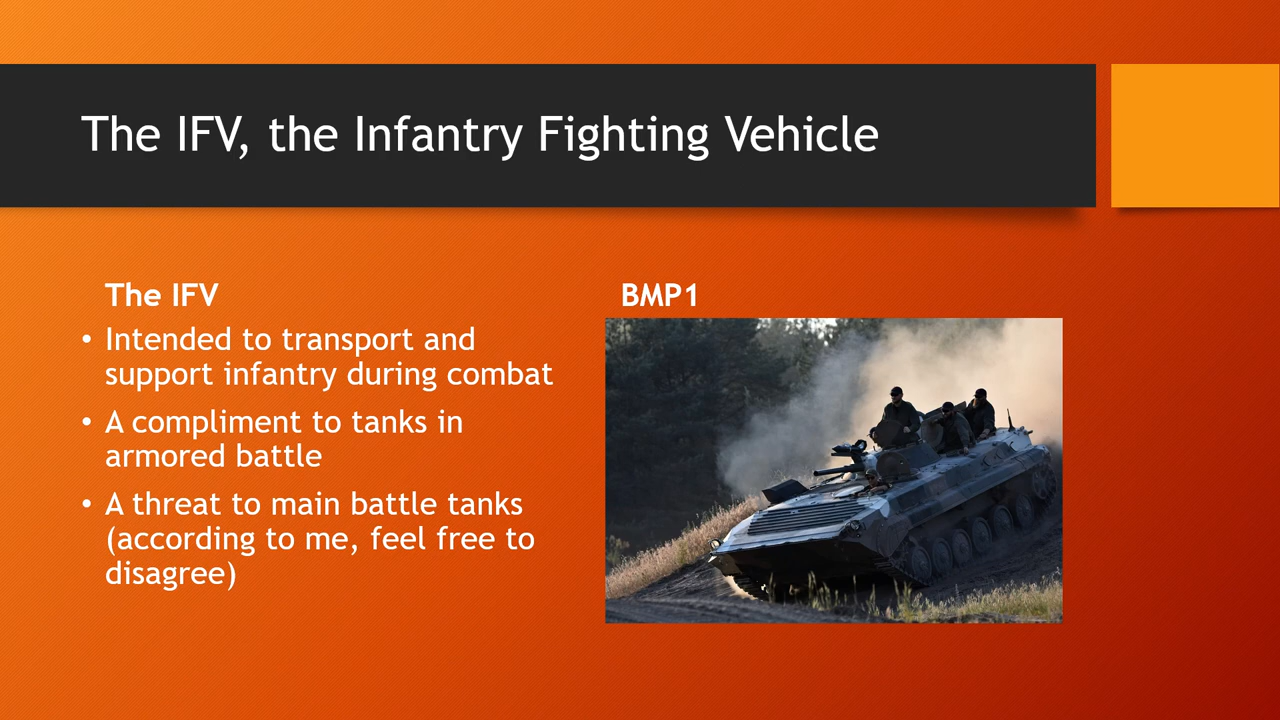 The IFV, the Infantry Fighting Vehicle
The IFV
• Intended to transport and
support infantry during combat
• A compliment to tanks in
armored battle
• A threat to main battle tanks
(according to me, feel free to
disagree)
BMP1